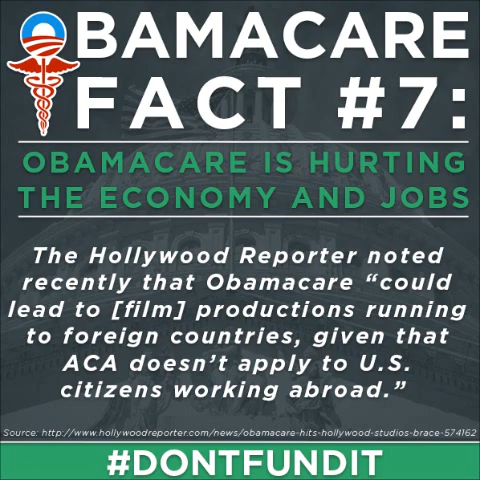 OBAMACARE
FACT #7:
OBAMACARE IS HURTING
THE ECONOMY AND JOBS
The Hollywood Reporter noted
recently that Obamacare “could
lead to [film] productions running
to foreign countries, given that
ACA doesn’t apply to U.S.
citizens working abroad.”
Source: http://www.hollywoodreporter.com/news/obamacare-hits-hollywood-studios-brace-574162
#DONTFUNDIT